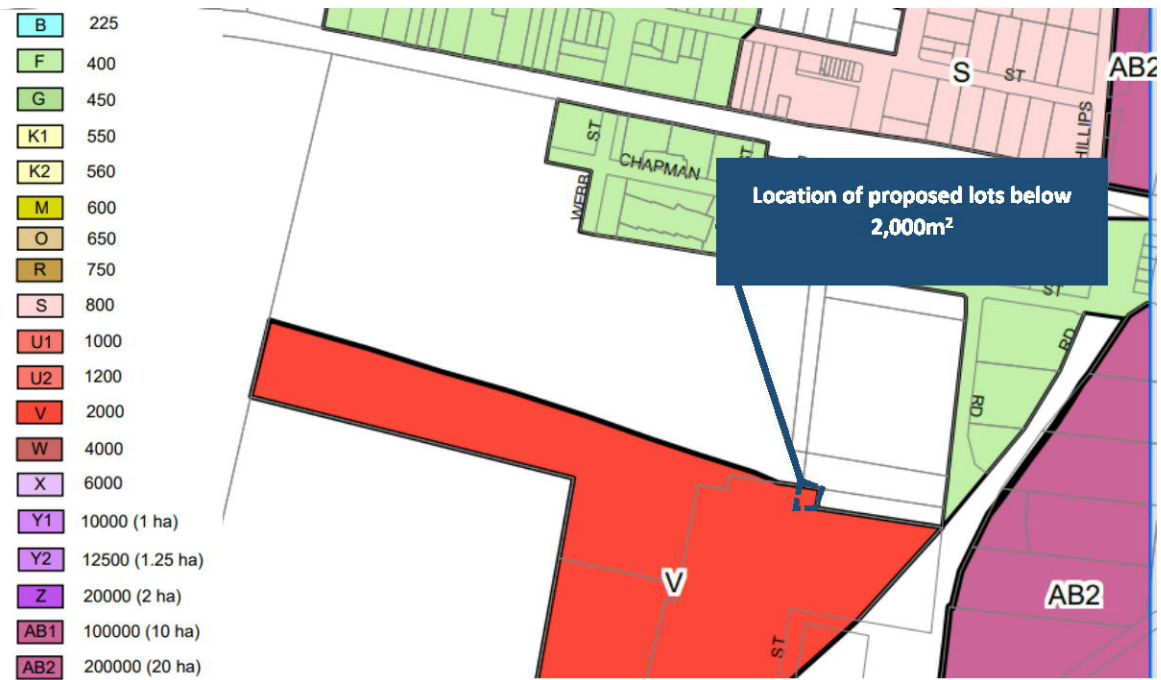 B 225
F 400
G 450
K1 550
K2 560
M 600
O 650
R 750
S 800
U1 1000
U2 1200
V 2000
W 4000
X 6000
Y1 10000 (1 ha)
Y2 12500 (1.25 ha)
Z 20000 (2 ha)
AB1 100000 (10 ha)
AB2 200000 (20 ha)
S
ST
AB2
ST
CHAPMAN
ST
WEBB
Location of proposed lots below
2,000m²
ST
RD
RD
V
AB2
ST